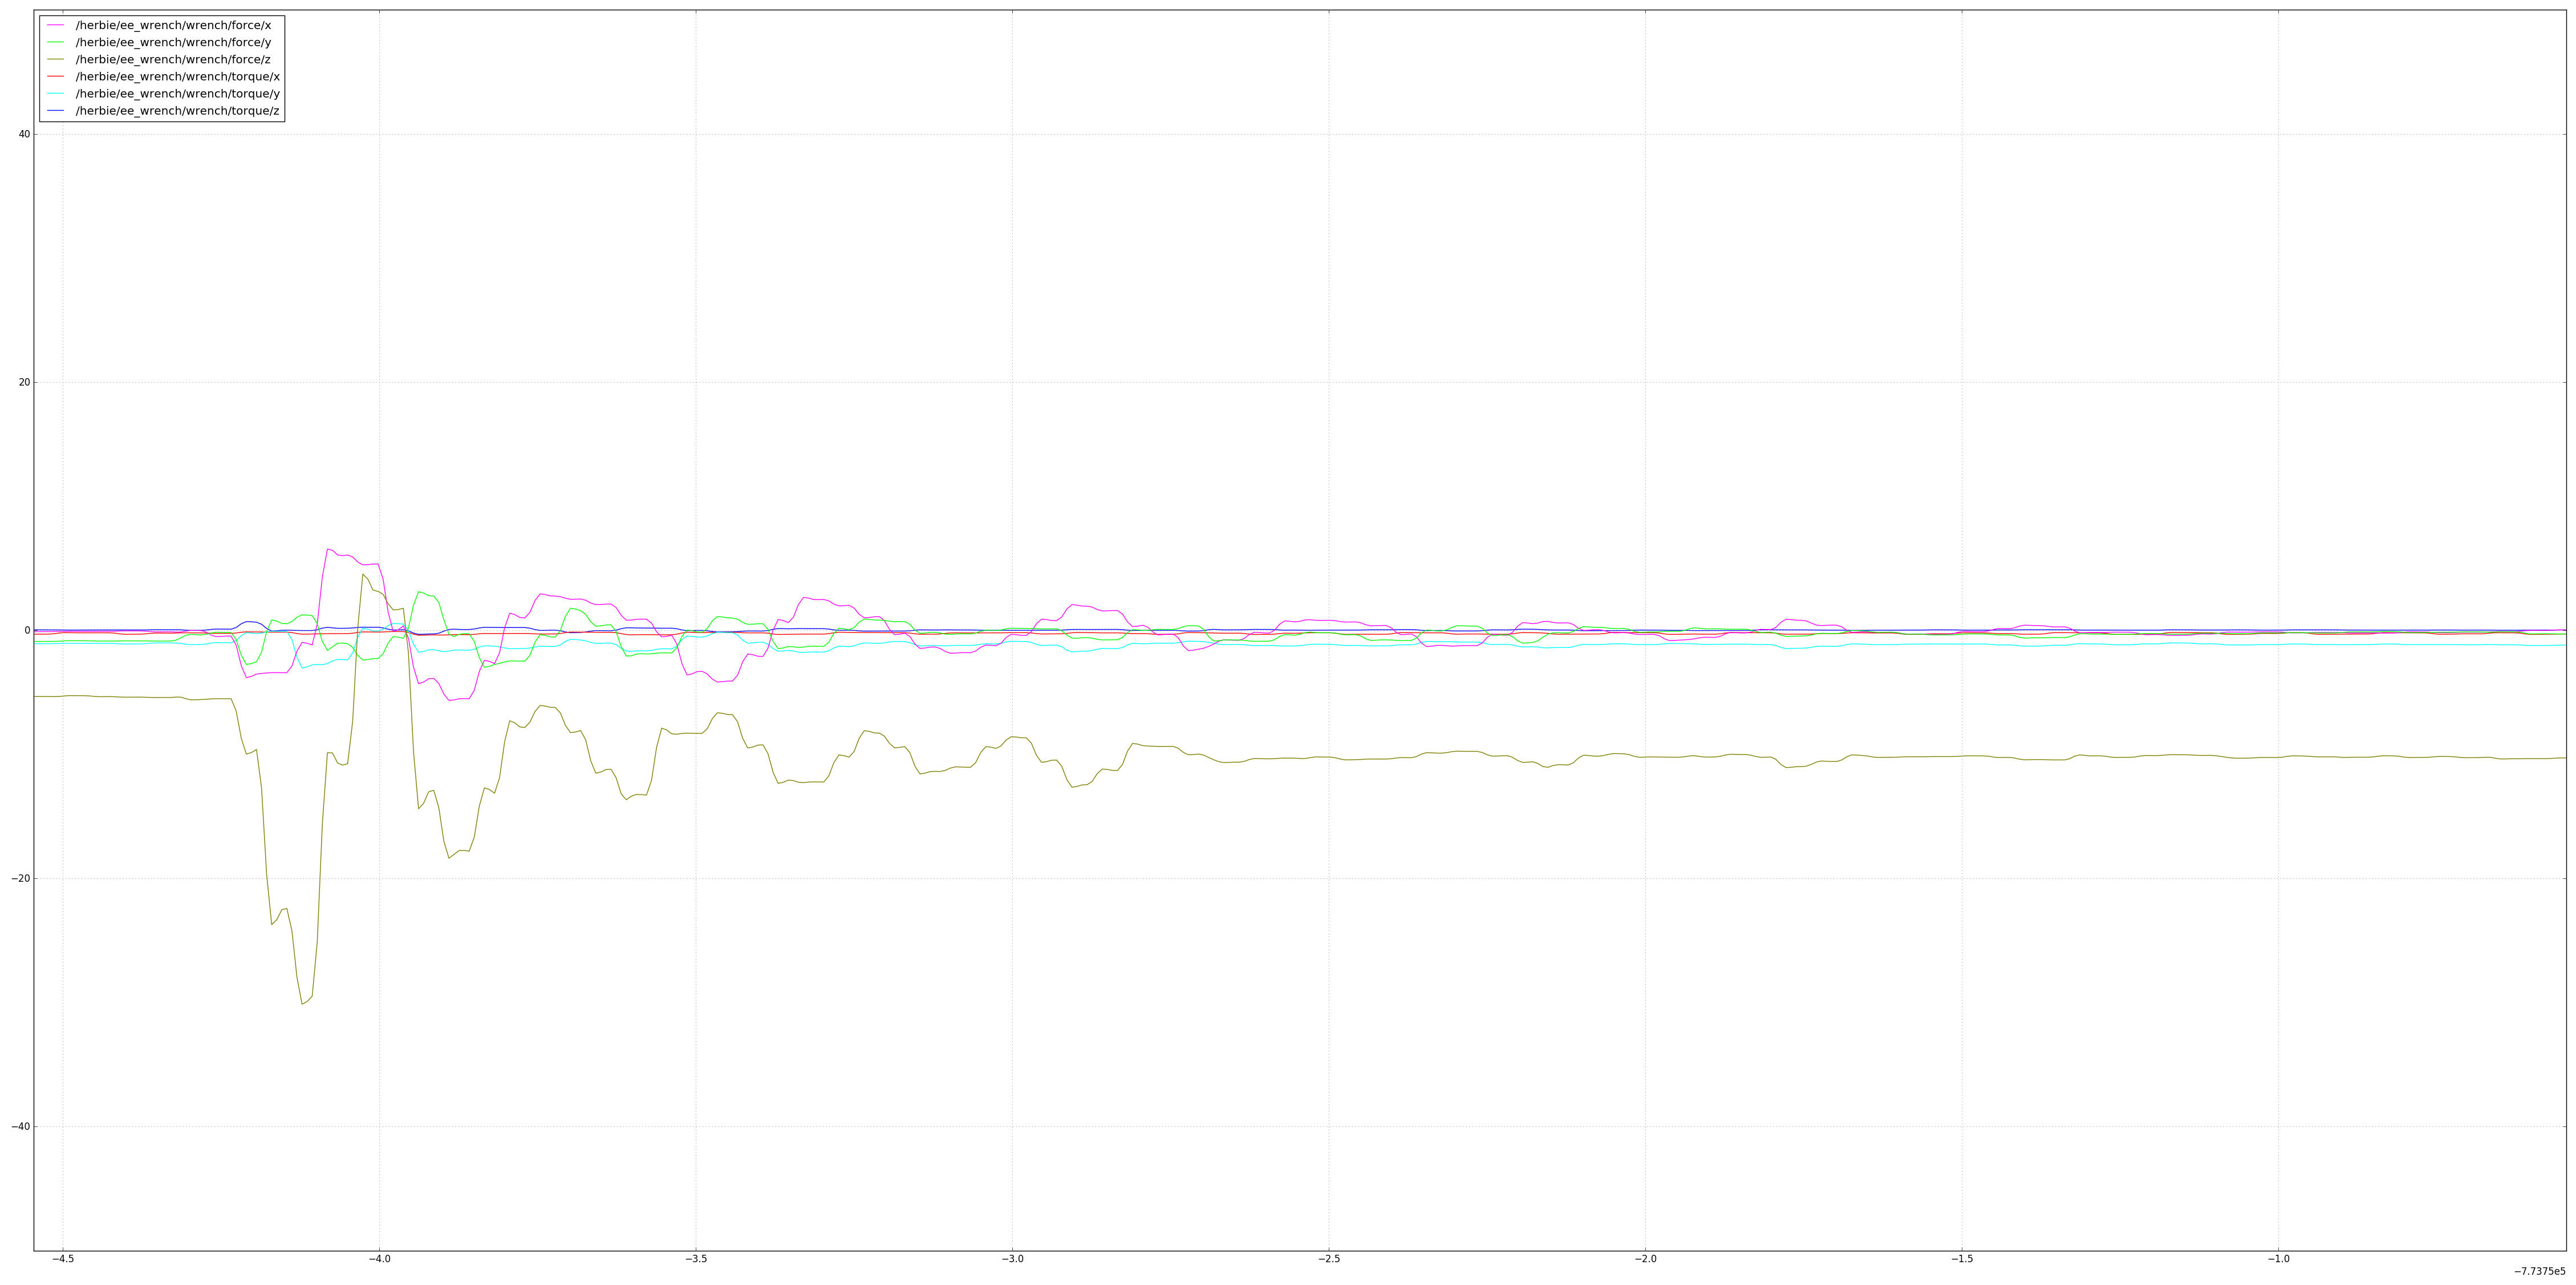 /herbie/ee_wrench/wrench/force/x
/herbie/ee_wrench/wrench/force/y
/herbie/ee_wrench/wrench/force/z
/herbie/ee_wrench/wrench/torque/x
/herbie/ee_wrench/wrench/torque/y
/herbie/ee_wrench/wrench/torque/z
40
20
0
−20
−40
−4.5 −4.0 −3.5 −3.0 −2.5 −2.0 −1.5 −1.0
−7.7375e5